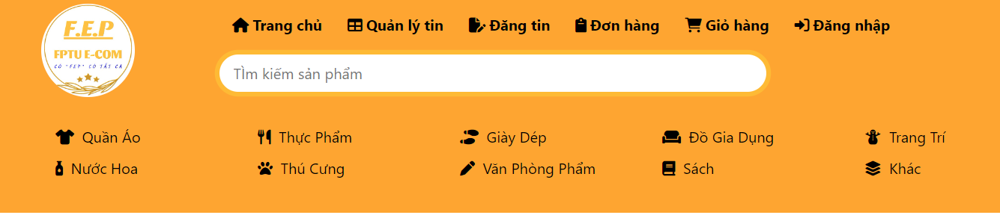 F.E.P
FPTU E-COM
CÓ "FEP" CÓ TẤT CẢ
Trang chủ Quản lý tin Đăng tin Đơn hàng Giỏ hàng Đăng nhập
TÌm kiếm sản phẩm
Quần Áo Thực Phẩm Giày Dép Đồ Gia Dụng Trang Trí
Nước Hoa Thú Cưng Văn Phòng Phẩm Sách Khác